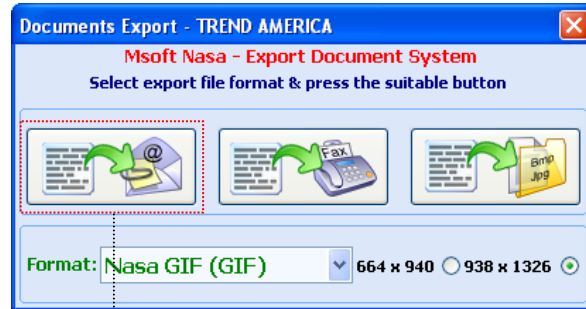 Documents Export - TREND AMERICA
Msoft Nasa - Export Document System
Select export file format & press the suitable button
@
Fax
Bmp
Jpg
Format: Nasa GIF (GIF) 664 x 940 938 x 1326